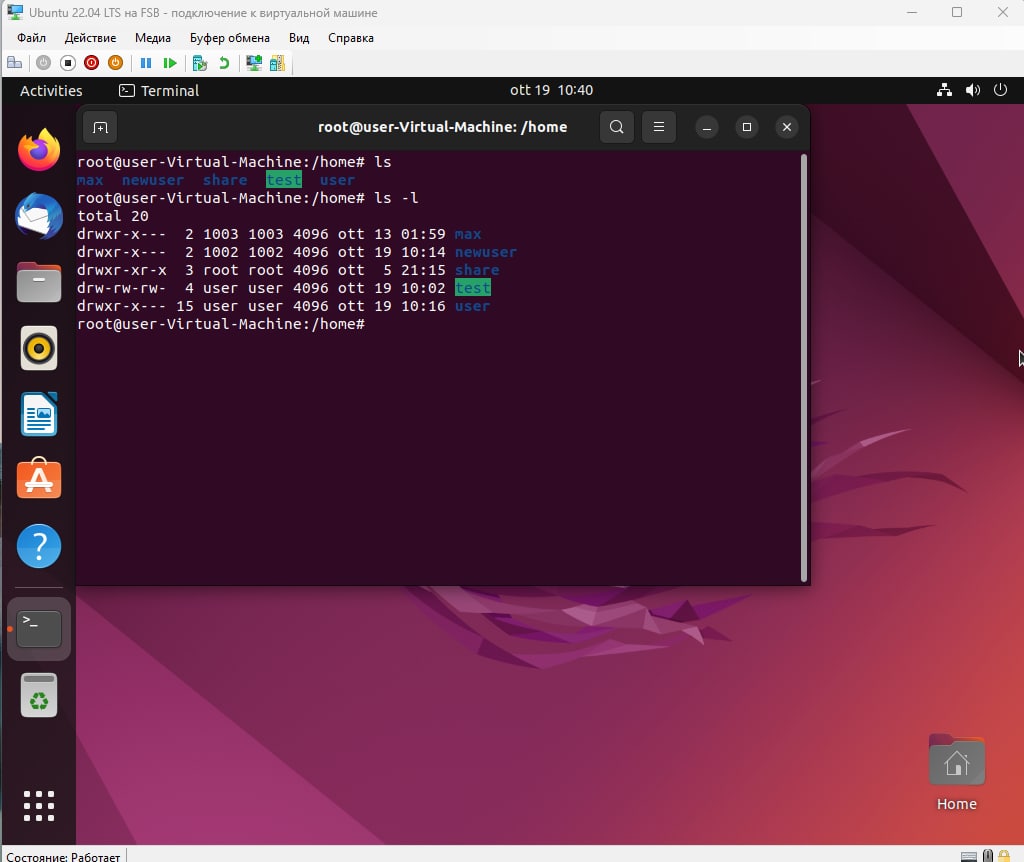 Ubuntu 22.04 LTS на FSB - подключение к виртуальной машине
Файл Действие Медиа Буфер обмена Вид Справка
Activities Terminal ott 19 10:40
root@user-Virtual-Machine: /home
root@user-Virtual-Machine:/home# ls
max newuser share test user
root@user-Virtual-Machine:/home# ls -l
total 20
drwxr-x--- 2 1003 1003 4096 ott 13 01:59 max
drwxr-x--- 2 1002 1002 4096 ott 19 10:14 newuser
drwxr-xr-x 3 root root 4096 ott 5 21:15 share
drw-rw-rw- 4 user user 4096 ott 19 10:02 test
drwxr-x--- 15 user user 4096 ott 19 10:16 user
root@user-Virtual-Machine:/home#
Home
Состояние: Работает